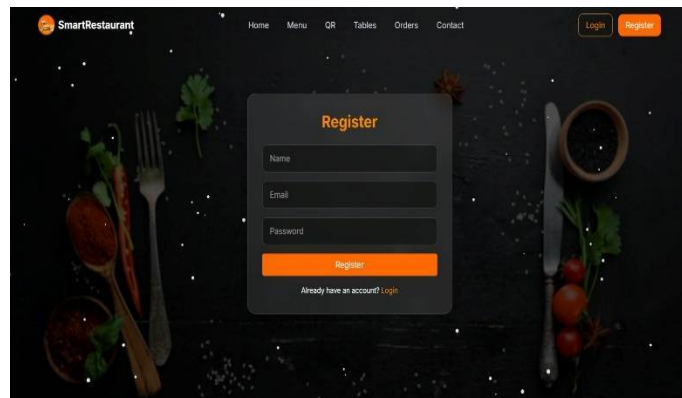 SmartRestaurant
Home Menu QR Tables Orders Contact
Login Register
Register
Name
Email
Password
Register
Already have an account? Login